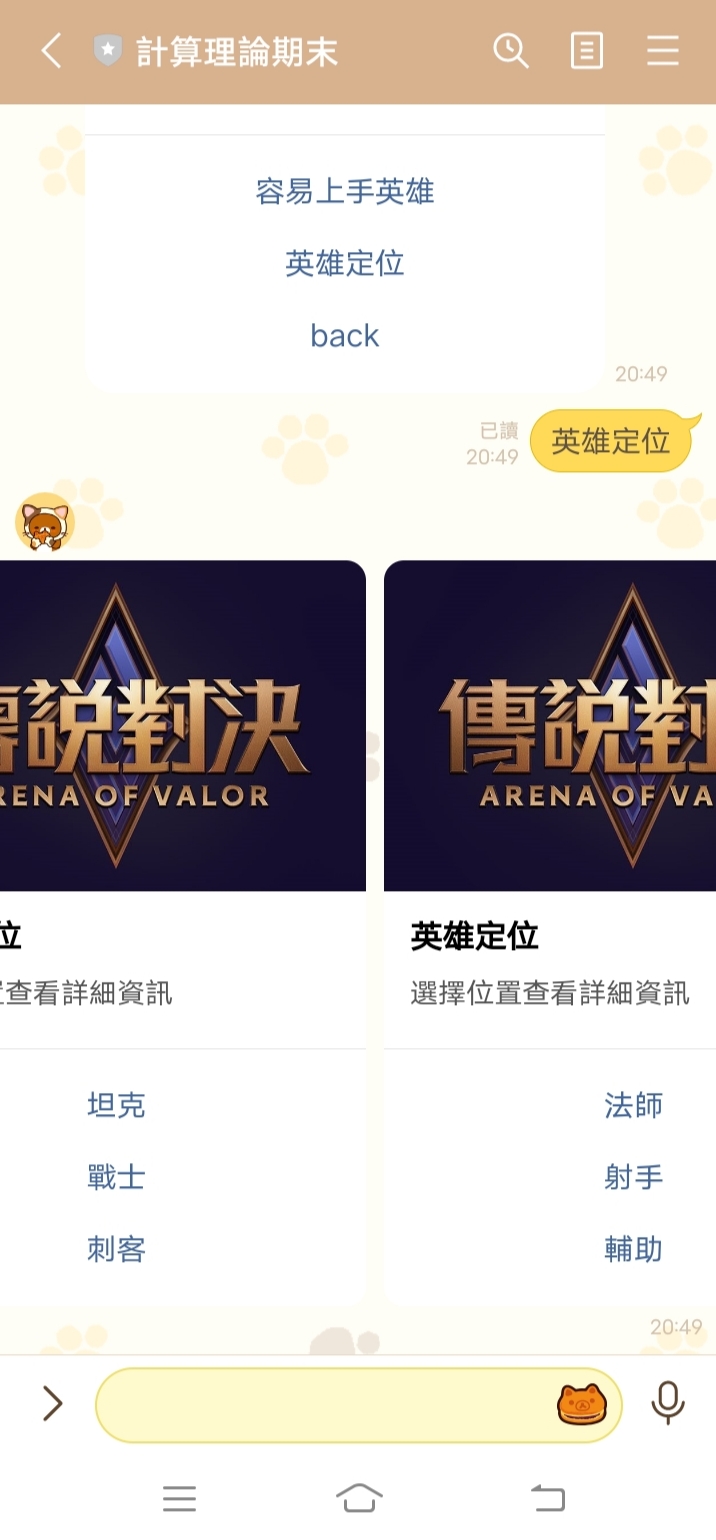 計算理論期末
容易上手英雄
英雄定位
back
20:49
已讀
20:49
英雄定位
說對決
RENA OF VALOR
傳說對
ARENA OF VA
位
英雄定位
查看詳細資訊
選擇位置查看詳細資訊
坦克
法師
戰士
射手
刺客
輔助
20:49